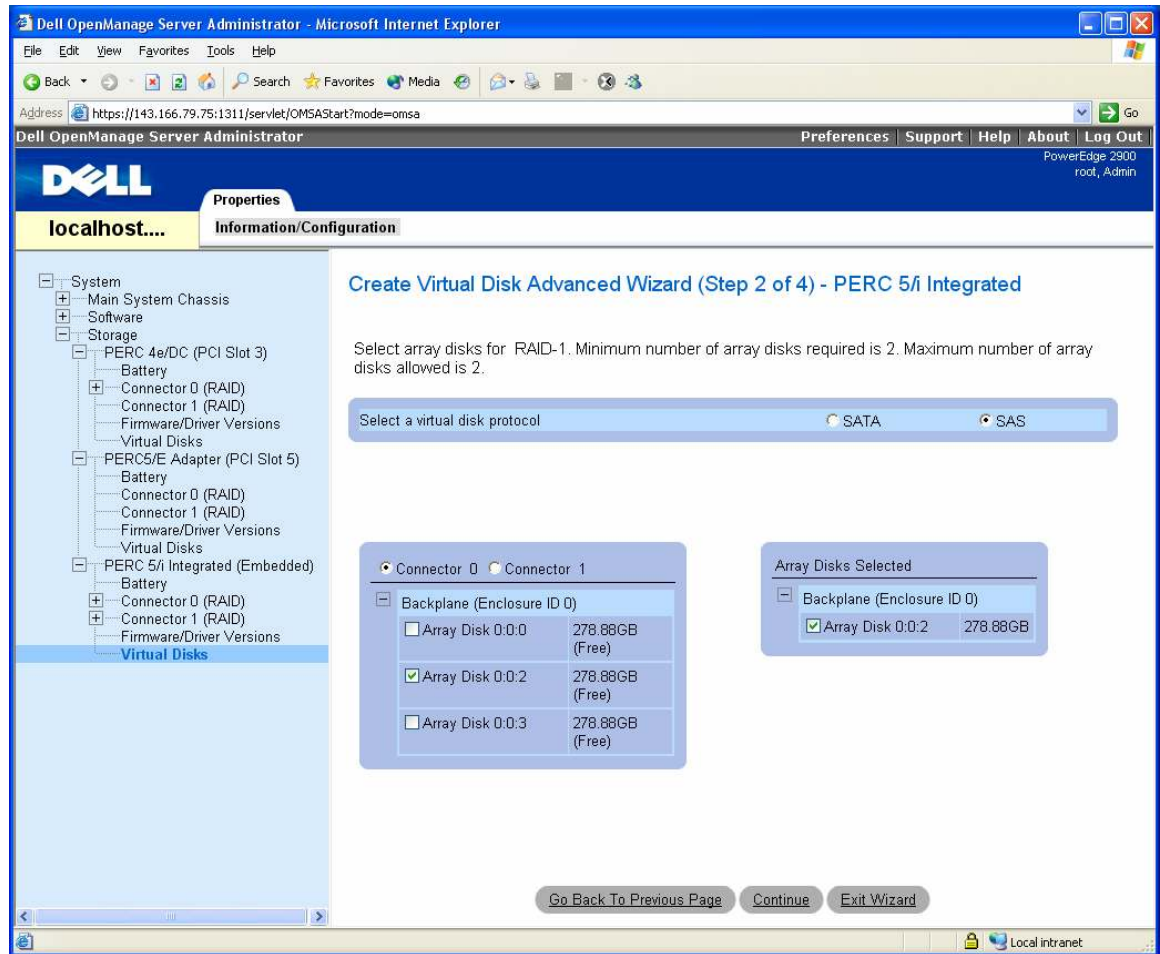 Dell OpenManage Server Administrator - Microsoft Internet Explorer
File Edit View Favorites Tools Help
Back Search Favorites Media
Address https://143.166.79.75:1311/servlet/OMSAStart?mode=omsa Go
Dell OpenManage Server Administrator Preferences | Support | Help | About | Log Out |
PowerEdge 2900
root, Admin
DELL
Properties
localhost.... Information/Configuration
System
Main System Chassis
Software
Storage
PERC 4e/DC (PCI Slot 3)
Battery
Connector 0 (RAID)
Connector 1 (RAID)
Firmware/Driver Versions
Virtual Disks
PERC5/E Adapter (PCI Slot 5)
Battery
Connector 0 (RAID)
Connector 1 (RAID)
Firmware/Driver Versions
Virtual Disks
PERC 5/i Integrated (Embedded)
Battery
Connector 0 (RAID)
Connector 1 (RAID)
Firmware/Driver Versions
Virtual Disks
Create Virtual Disk Advanced Wizard (Step 2 of 4) - PERC 5/i Integrated
Select array disks for RAID-1. Minimum number of array disks required is 2. Maximum number of array
disks allowed is 2.
Select a virtual disk protocol SATA SAS
Connector 0 Connector 1
Backplane (Enclosure ID 0)
Array Disk 0:0:0 278.88GB
(Free)
Array Disk 0:0:2 278.88GB
(Free)
Array Disk 0:0:3 278.88GB
(Free)
Array Disks Selected
Backplane (Enclosure ID 0)
Array Disk 0:0:2 278.88GB
Go Back To Previous Page Continue Exit Wizard
Local intranet